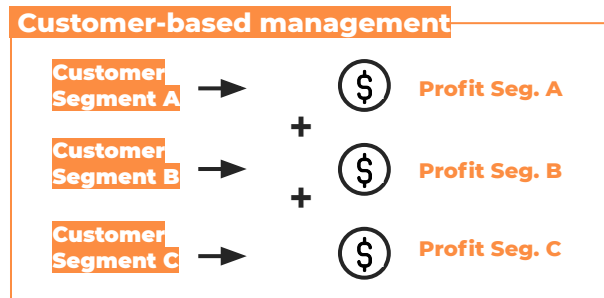 Customer-based management
Customer
Segment A
$
Profit Seg. A
+
Customer
Segment B
$
Profit Seg. B
+
Customer
Segment C
$
Profit Seg. C